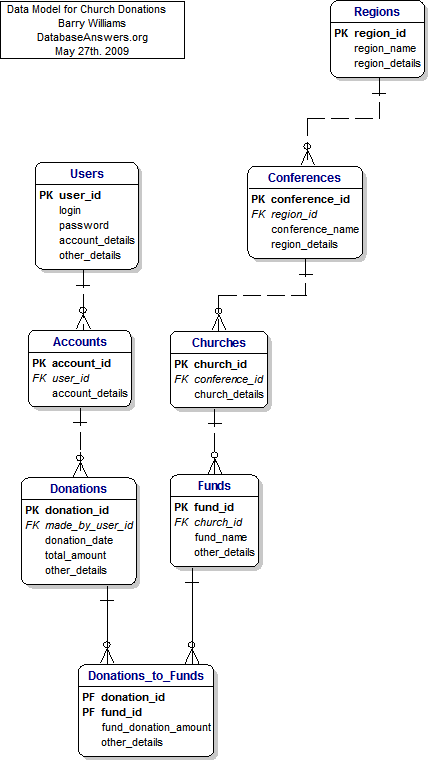 Data Model for Church Donations
Barry Williams
DatabaseAnswers.org
May 27th. 2009
Regions
PK region_id
region_name
region_details
Users
PK user_id
login
password
account_details
other_details
Conferences
PK conference_id
FK region_id
conference_name
region_details
Accounts
PK account_id
FK user_id
account_details
Churches
PK church_id
FK conference_id
church_details
Donations
PK donation_id
FK made_by_user_id
donation_date
total_amount
other_details
Funds
PK fund_id
FK church_id
fund_name
other_details
Donations_to_Funds
PF donation_id
PF fund_id
fund_donation_amount
other_details